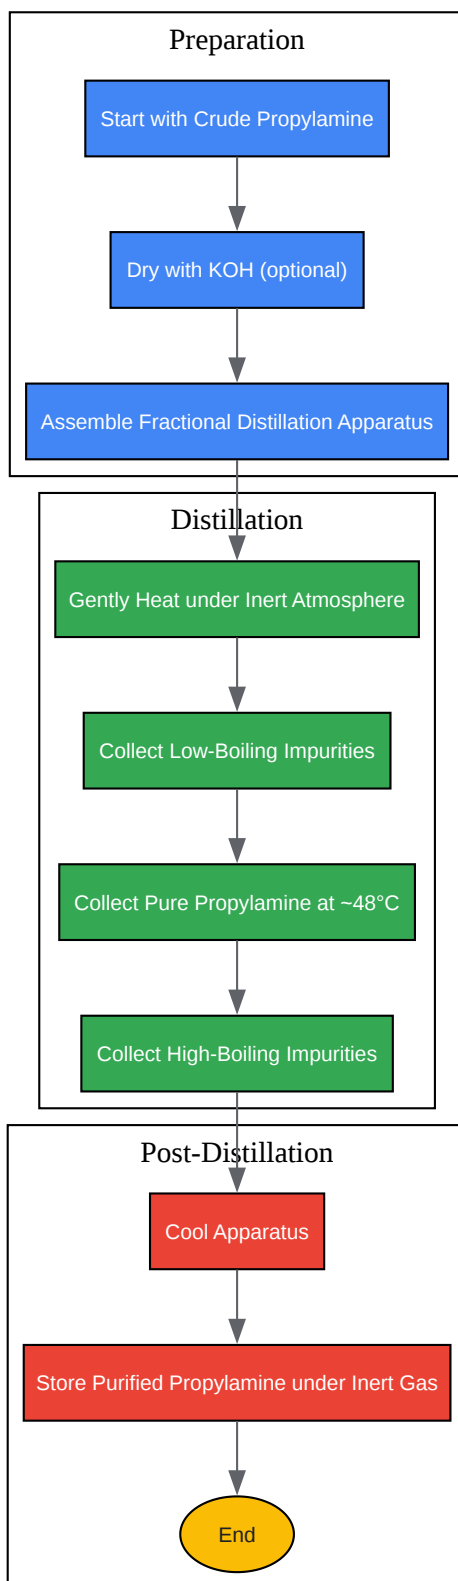 Preparation
Start with Crude Propylamine
Dry with KOH (optional)
Assemble Fractional Distillation Apparatus
Distillation
Gently Heat under Inert Atmosphere
Collect Low-Boiling Impurities
Collect Pure Propylamine at ~48°C
Collect High-Boiling Impurities
Post-Distillation
Cool Apparatus
Store Purified Propylamine under Inert Gas
End